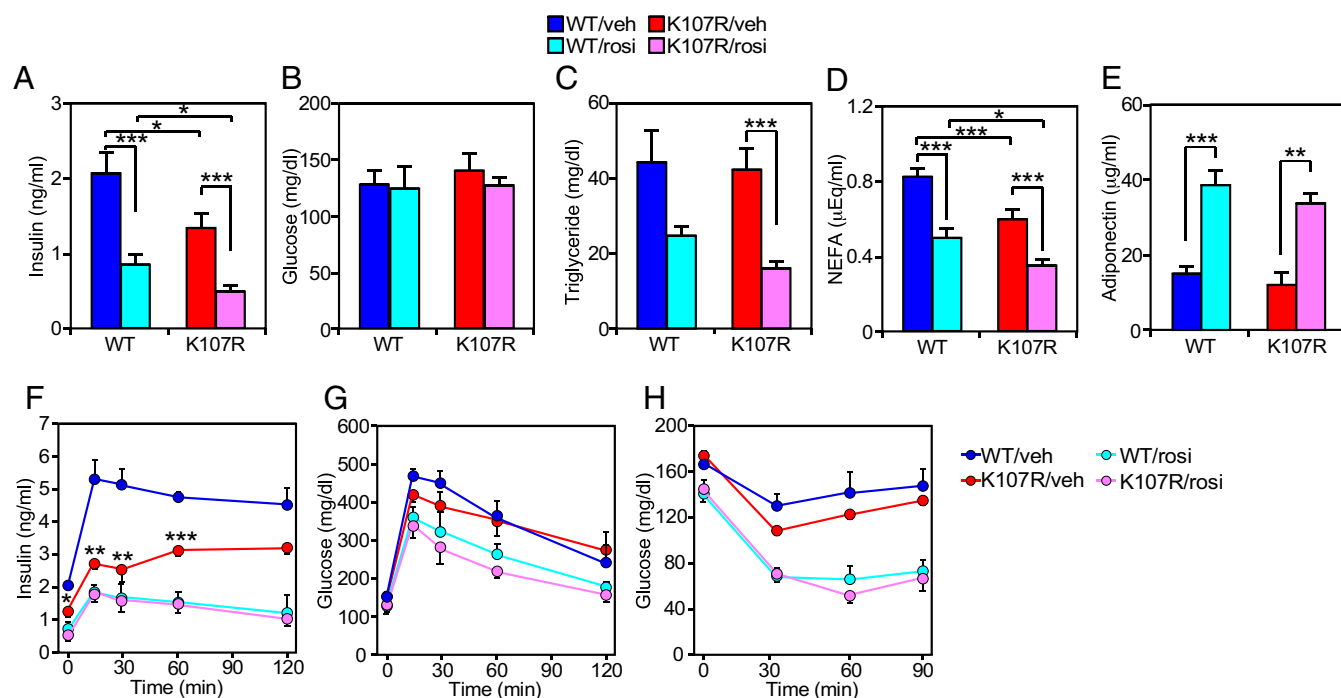 WT/veh K107R/veh
WT/rosi K107R/rosi
A
Insulin (ng/ml)
3
2
1
0
***
*
*
***
WT K107R
B
Glucose (mg/dl)
200
150
100
50
0
WT K107R
C
Triglyceride (mg/dl)
60
40
20
0
***
WT K107R
D
NEFA (μEq/ml)
1.2
0.8
0.4
0
***
***
*
***
WT K107R
E
Adiponectin (μg/ml)
60
40
20
0
***
**
WT K107R
F
Insulin (ng/ml)
7
6
5
4
3
2
1
0
*
**
**
***
0 30 60 90 120
Time (min)
G
Glucose (mg/dl)
600
500
400
300
200
100
0
0 30 60 90 120
Time (min)
H
Glucose (mg/dl)
200
160
120
80
40
0
0 30 60 90
Time (min)
WT/veh WT/rosi
K107R/veh K107R/rosi